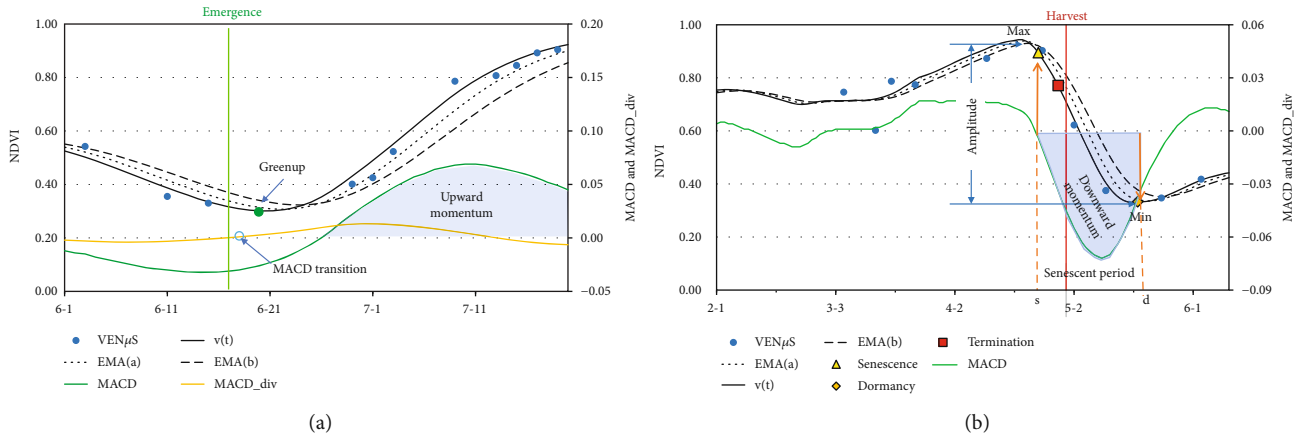 Emergence
1.00
0.80
0.60
0.40
0.20
0.00
NDVI
0.20
0.15
0.10
0.05
0.00
−0.05
MACD and MACD_div
Greenup
Upward
momentum
MACD transition
6-1
6-11
6-21
7-1
7-11
VENμS
v(t)
EMA(a)
EMA(b)
MACD
MACD_div
(a)
Harvest
Max
1.00
0.80
0.60
0.40
0.20
0.00
NDVI
0.06
0.03
0.00
−0.03
−0.06
−0.09
MACD and MACD_div
Amplitude
Downward
momentum
Min
Senescent period
s
d
2-1
3-3
4-2
5-2
6-1
VENμS
EMA(b)
Termination
EMA(a)
Senescence
MACD
v(t)
Dormancy
(b)